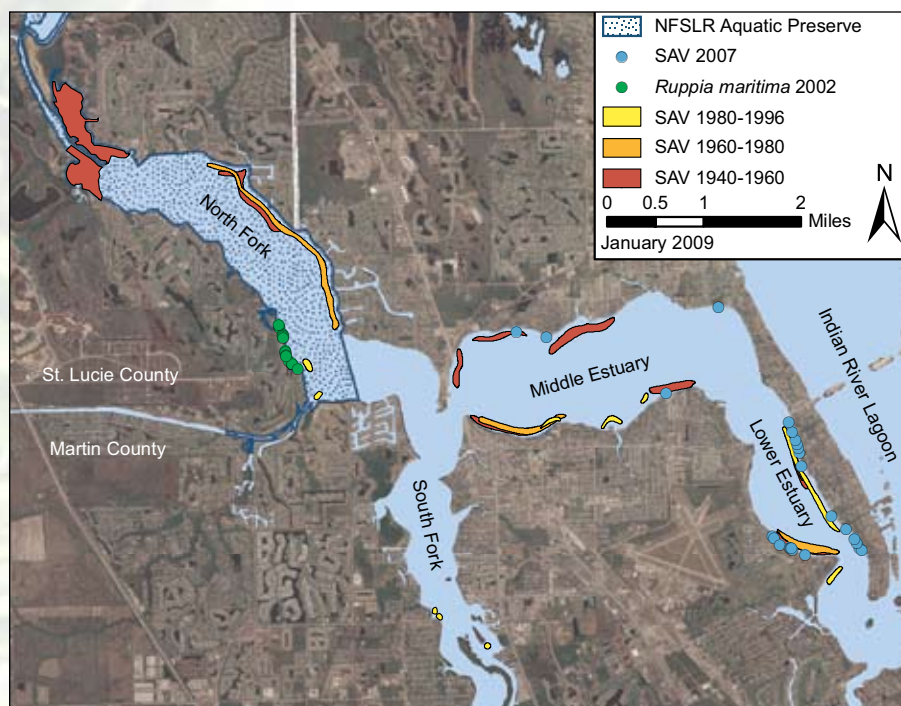 NFSLR Aquatic Preserve
SAV 2007
Ruppia maritima 2002
SAV 1980-1996
SAV 1960-1980
SAV 1940-1960
0 0.5 1 2 Miles
January 2009
N
North Fork
St. Lucie County
Martin County
Middle Estuary
South Fork
Lower Estuary
Indian River Lagoon